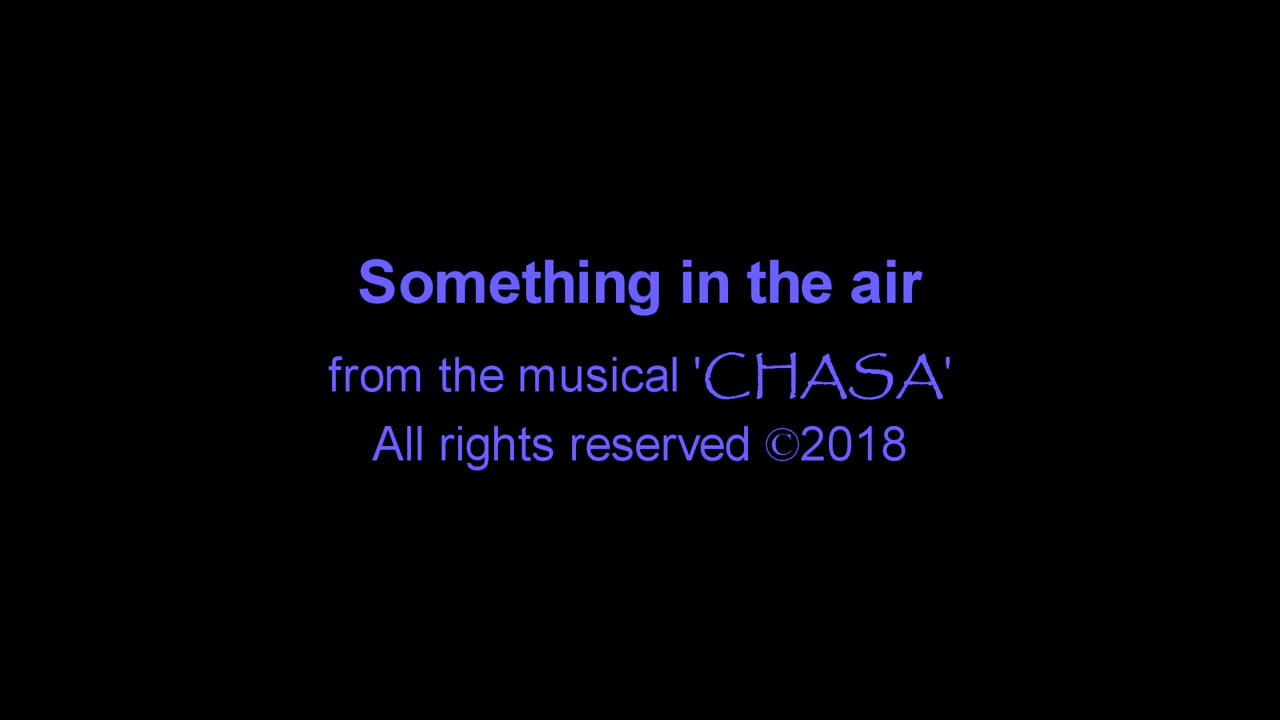 Something in the air
from the musical 'CHASA'
All rights reserved ©2018